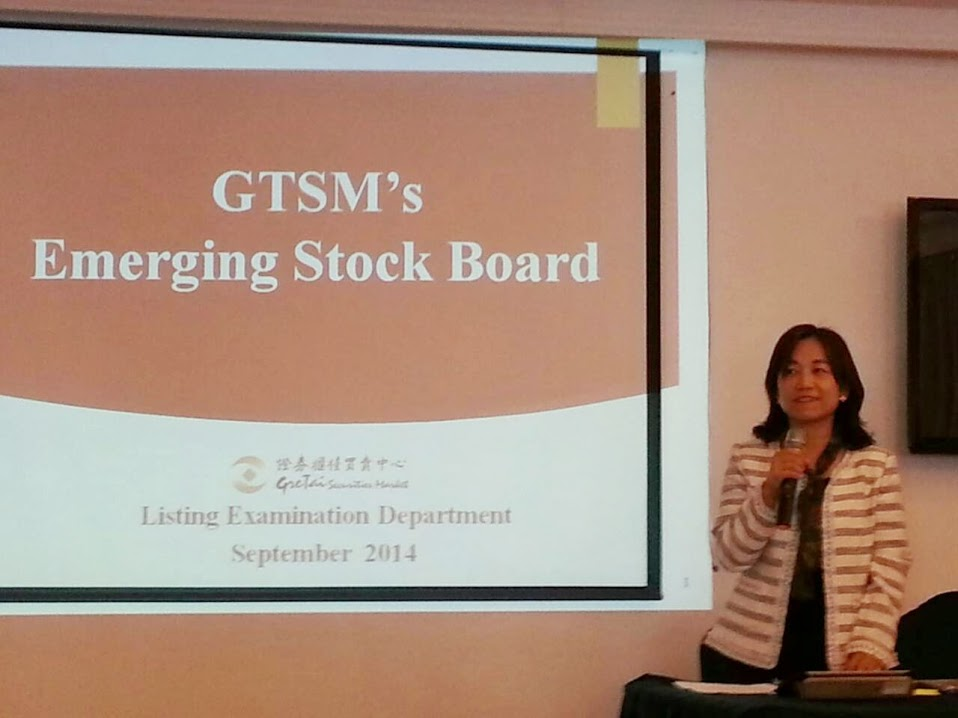 GTSM's
Emerging Stock Board
證券櫃檯買賣中心
GreTai Securities Market
Listing Examination Department
September 2014